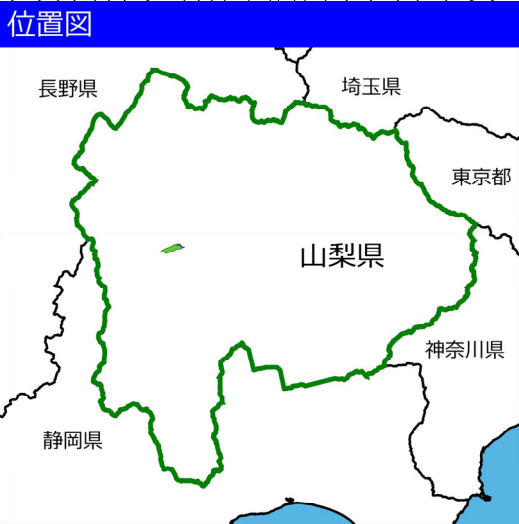 位置図
長野県
埼玉県
東京都
山梨県
神奈川県
静岡県